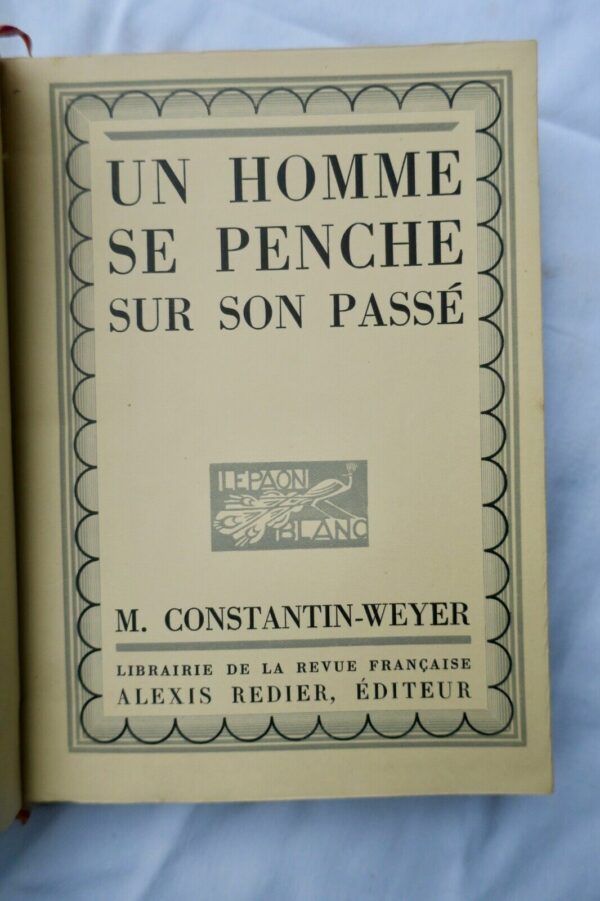 UN HOMME
SE PENCHE
SUR SON PASSÉ
LE PAON
BLANC
M. CONSTANTIN-WEYER
LIBRAIRIE DE LA REVUE FRANÇAISE
ALEXIS REDIER, ÉDITEUR